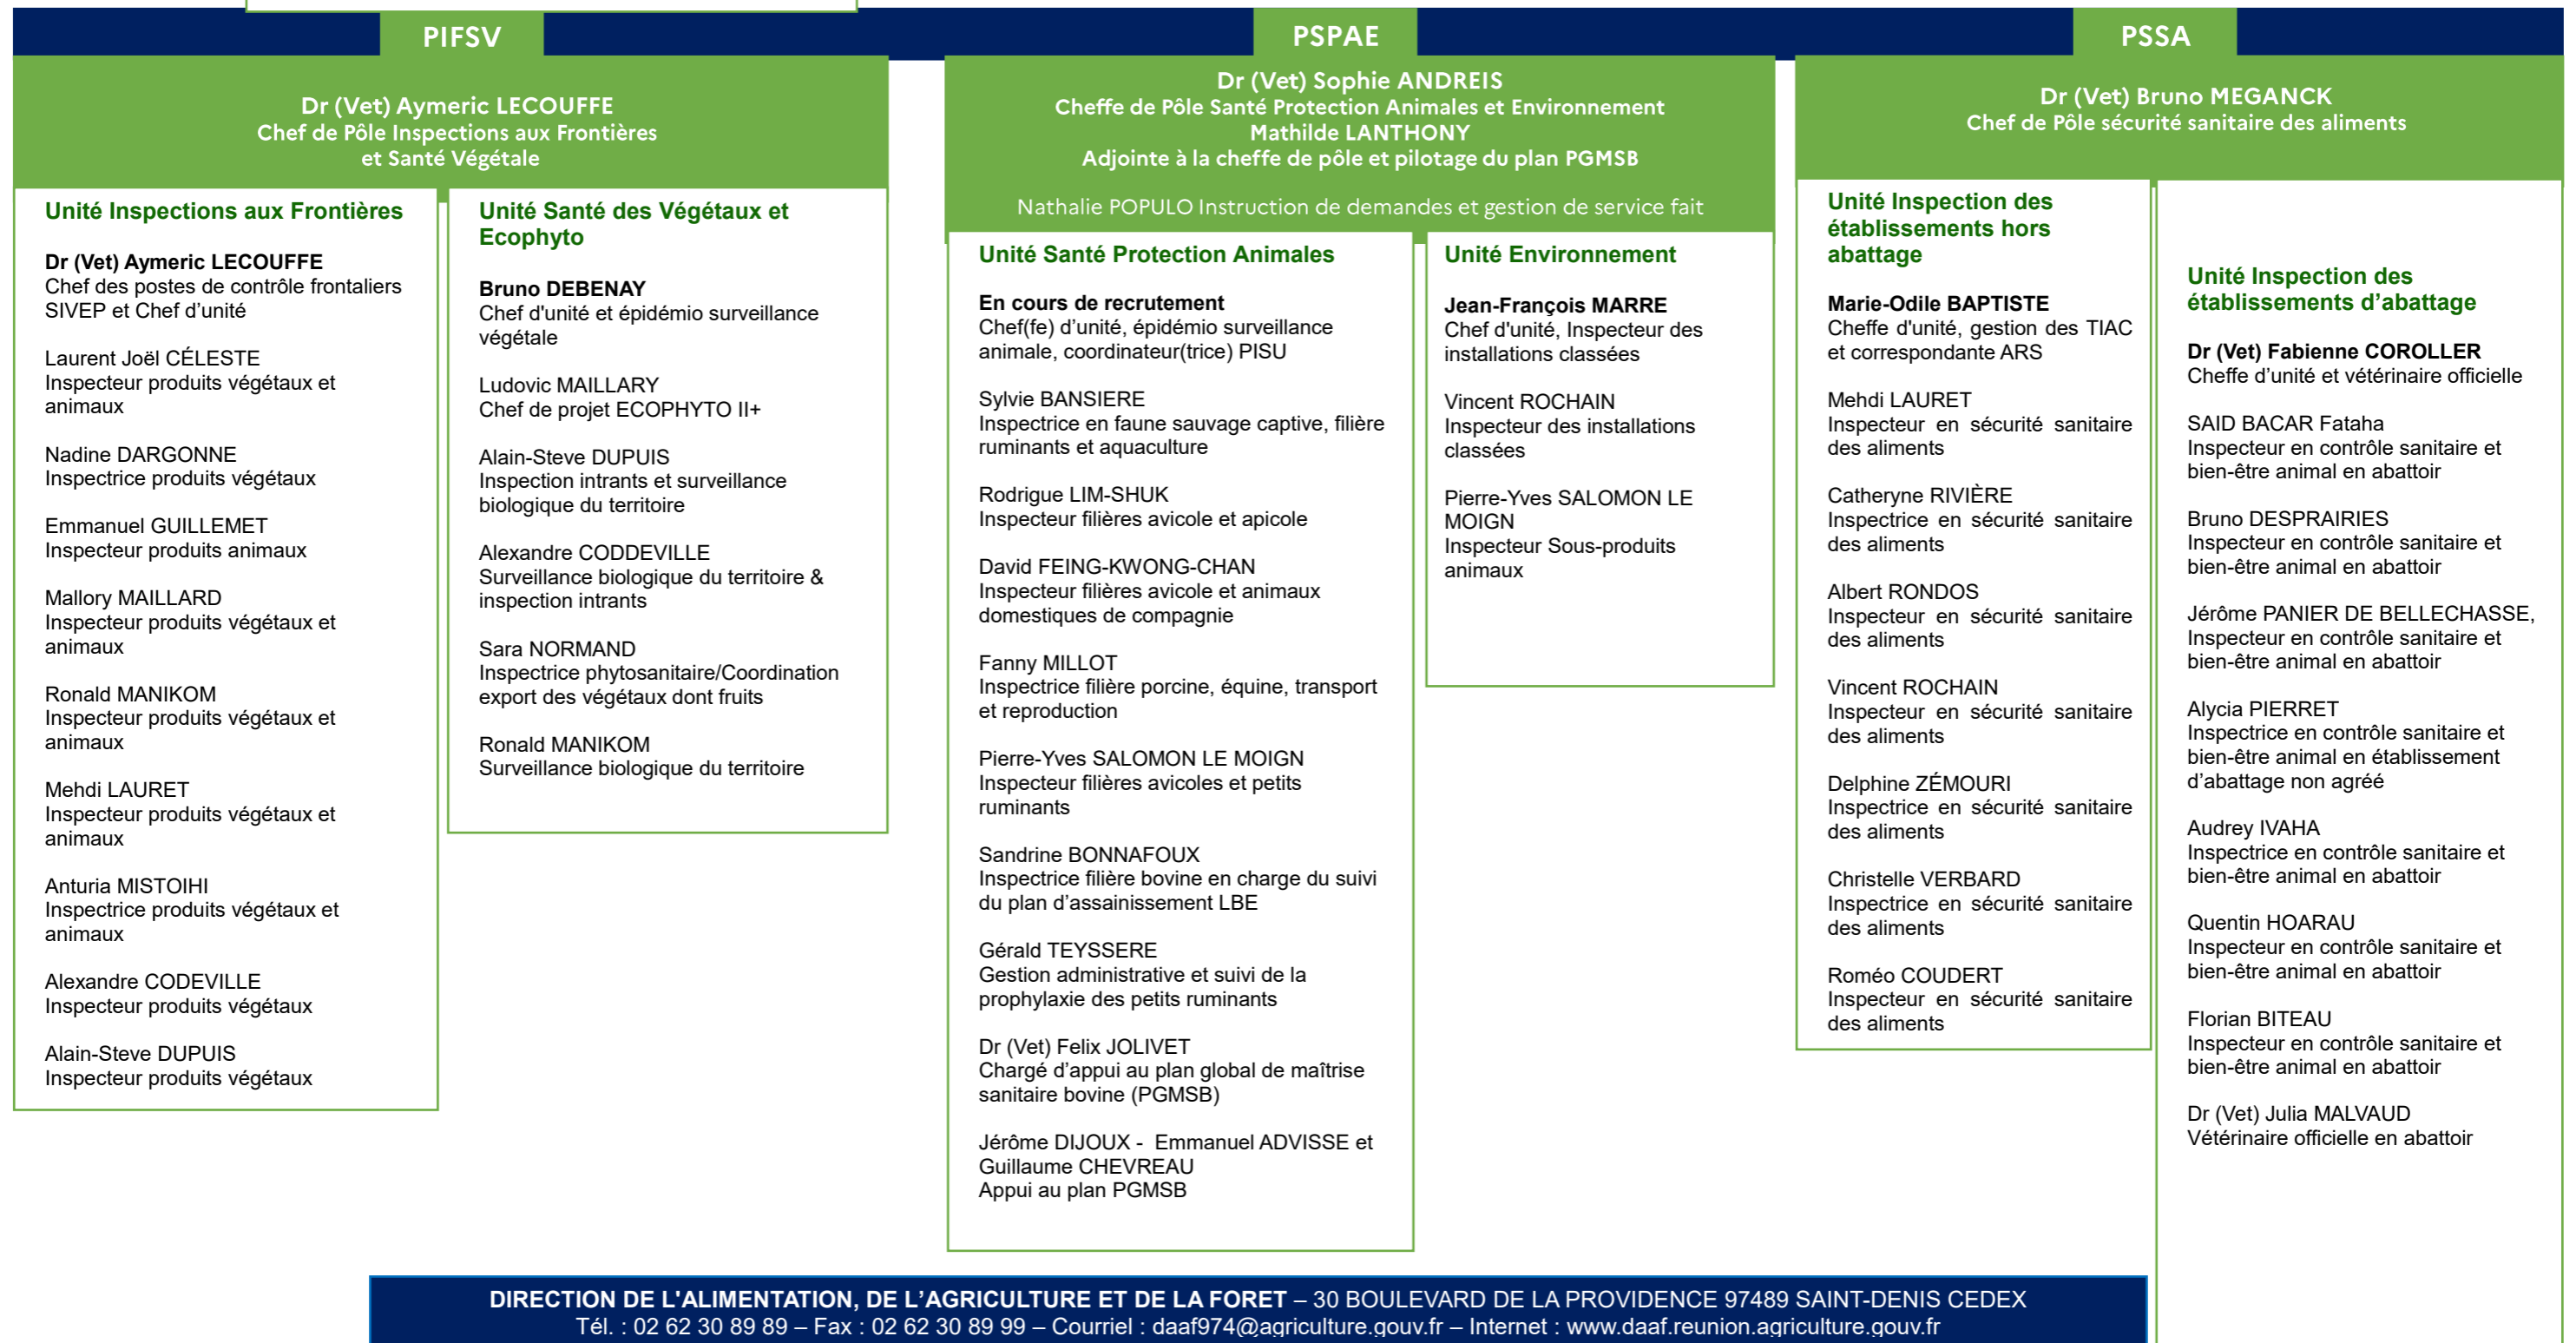 PIFSV
Dr (Vet) Aymeric LECOUFFE
Chef de Pôle Inspections aux Frontières
et Santé Végétale
Unité Inspections aux Frontières
Dr (Vet) Aymeric LECOUFFE
Chef des postes de contrôle frontaliers
SIVEP et Chef d’unité
Laurent Joël CÉLESTE
Inspecteur produits végétaux et
animaux
Nadine DARGONNE
Inspectrice produits végétaux
Emmanuel GUILLEMET
Inspecteur produits animaux
Mallory MAILLARD
Inspecteur produits végétaux et
animaux
Ronald MANIKOM
Inspecteur produits végétaux et
animaux
Mehdi LAURET
Inspecteur produits végétaux et
animaux
Anturia MISTOIHI
Inspectrice produits végétaux et
animaux
Alexandre CODEVILLE
Inspecteur produits végétaux
Alain-Steve DUPUIS
Inspecteur produits végétaux
Unité Santé des Végétaux et
Ecophyto
Bruno DEBENAY
Chef d'unité et épidémio surveillance
végétale
Ludovic MAILLARY
Chef de projet ECOPHYTO II+
Alain-Steve DUPUIS
Inspection intrants et surveillance
biologique du territoire
Alexandre CODDEVILLE
Surveillance biologique du territoire &
inspection intrants
Sara NORMAND
Inspectrice phytosanitaire/Coordination
export des végétaux dont fruits
Ronald MANIKOM
Surveillance biologique du territoire
PSPAE
Dr (Vet) Sophie ANDREIS
Cheffe de Pôle Santé Protection Animales et Environnement
Mathilde LANTHONY
Adjointe à la cheffe de pôle et pilotage du plan PGMSB
Nathalie POPULO Instruction de demandes et gestion de service fait
Unité Santé Protection Animales
En cours de recrutement
Chef(fe) d’unité, épidémio surveillance
animale, coordinateur(trice) PISU
Sylvie BANSIERE
Inspectrice en faune sauvage captive, filière
ruminants et aquaculture
Rodrigue LIM-SHUK
Inspecteur filières avicole et apicole
David FEING-KWONG-CHAN
Inspecteur filières avicole et animaux
domestiques de compagnie
Fanny MILLOT
Inspectrice filière porcine, équine, transport
et reproduction
Pierre-Yves SALOMON LE MOIGN
Inspecteur filières avicoles et petits
ruminants
Sandrine BONNAFOUX
Inspectrice filière bovine en charge du suivi
du plan d’assainissement LBE
Gérald TEYSSERE
Gestion administrative et suivi de la
prophylaxie des petits ruminants
Dr (Vet) Felix JOLIVET
Chargé d’appui au plan global de maîtrise
sanitaire bovine (PGMSB)
Jérôme DIJOUX - Emmanuel ADVISSE et
Guillaume CHEVREAU
Appui au plan PGMSB
Unité Environnement
Jean-François MARRE
Chef d'unité, Inspecteur des
installations classées
Vincent ROCHAIN
Inspecteur des installations
classées
Pierre-Yves SALOMON LE
MOIGN
Inspecteur Sous-produits
animaux
PSSA
Dr (Vet) Bruno MEGANCK
Chef de Pôle sécurité sanitaire des aliments
Unité Inspection des
établissements hors
abattage
Marie-Odile BAPTISTE
Cheffe d'unité, gestion des TIAC
et correspondante ARS
Mehdi LAURET
Inspecteur en sécurité sanitaire
des aliments
Catheryne RIVIÈRE
Inspectrice en sécurité sanitaire
des aliments
Albert RONDOS
Inspecteur en sécurité sanitaire
des aliments
Vincent ROCHAIN
Inspecteur en sécurité sanitaire
des aliments
Delphine ZÉMOURI
Inspectrice en sécurité sanitaire
des aliments
Christelle VERBARD
Inspectrice en sécurité sanitaire
des aliments
Roméo COUDERT
Inspecteur en sécurité sanitaire
des aliments
Unité Inspection des
établissements d’abattage
Dr (Vet) Fabienne COROLLER
Cheffe d’unité et vétérinaire officielle
SAID BACAR Fataha
Inspecteur en contrôle sanitaire et
bien-être animal en abattoir
Bruno DESPRAIRIES
Inspecteur en contrôle sanitaire et
bien-être animal en abattoir
Jérôme PANIER DE BELLECHASSE,
Inspecteur en contrôle sanitaire et
bien-être animal en abattoir
Alycia PIERRET
Inspectrice en contrôle sanitaire et
bien-être animal en établissement
d’abattage non agréé
Audrey IVAHA
Inspectrice en contrôle sanitaire et
bien-être animal en abattoir
Quentin HOARAU
Inspecteur en contrôle sanitaire et
bien-être animal en abattoir
Florian BITEAU
Inspecteur en contrôle sanitaire et
bien-être animal en abattoir
Dr (Vet) Julia MALVAUD
Vétérinaire officielle en abattoir
DIRECTION DE L'ALIMENTATION, DE L’AGRICULTURE ET DE LA FORET – 30 BOULEVARD DE LA PROVIDENCE 97489 SAINT-DENIS CEDEX
Tél. : 02 62 30 89 89 – Fax : 02 62 30 89 99 – Courriel : daaf974@agriculture.gouv.fr – Internet : www.daaf.reunion.agriculture.gouv.fr